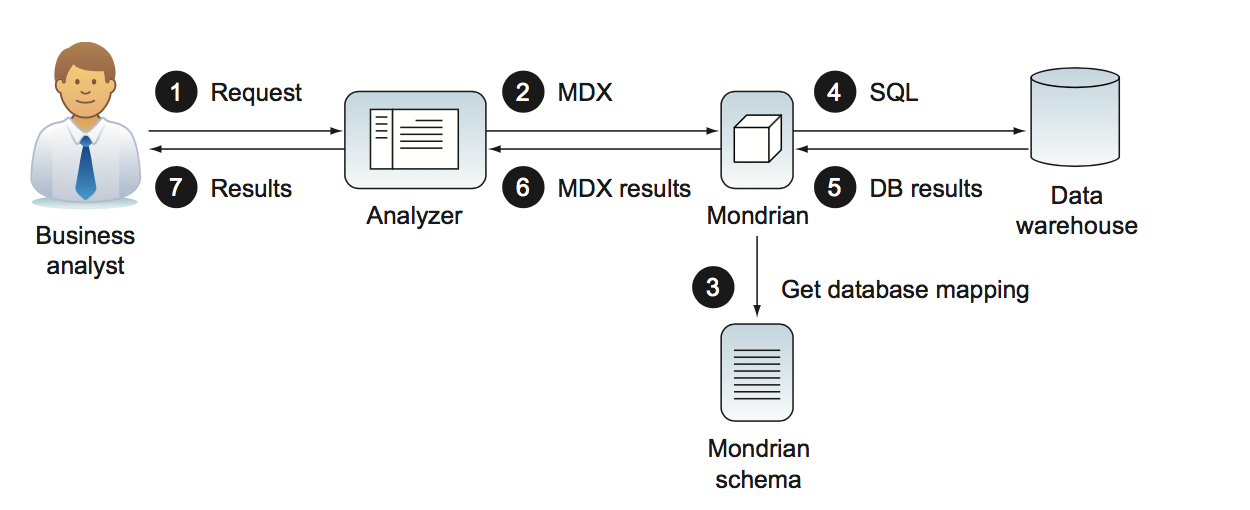 1 Request
2 MDX
4 SQL
7 Results
6 MDX results
5 DB results
Analyzer
Mondrian
Data
warehouse
Business
analyst
3 Get database mapping
Mondrian
schema